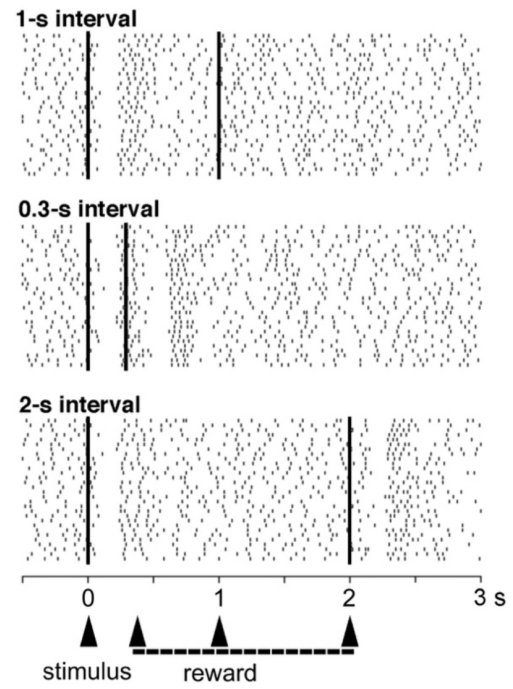 1-s interval
0.3-s interval
2-s interval
0 1 2 3 s
stimulus reward